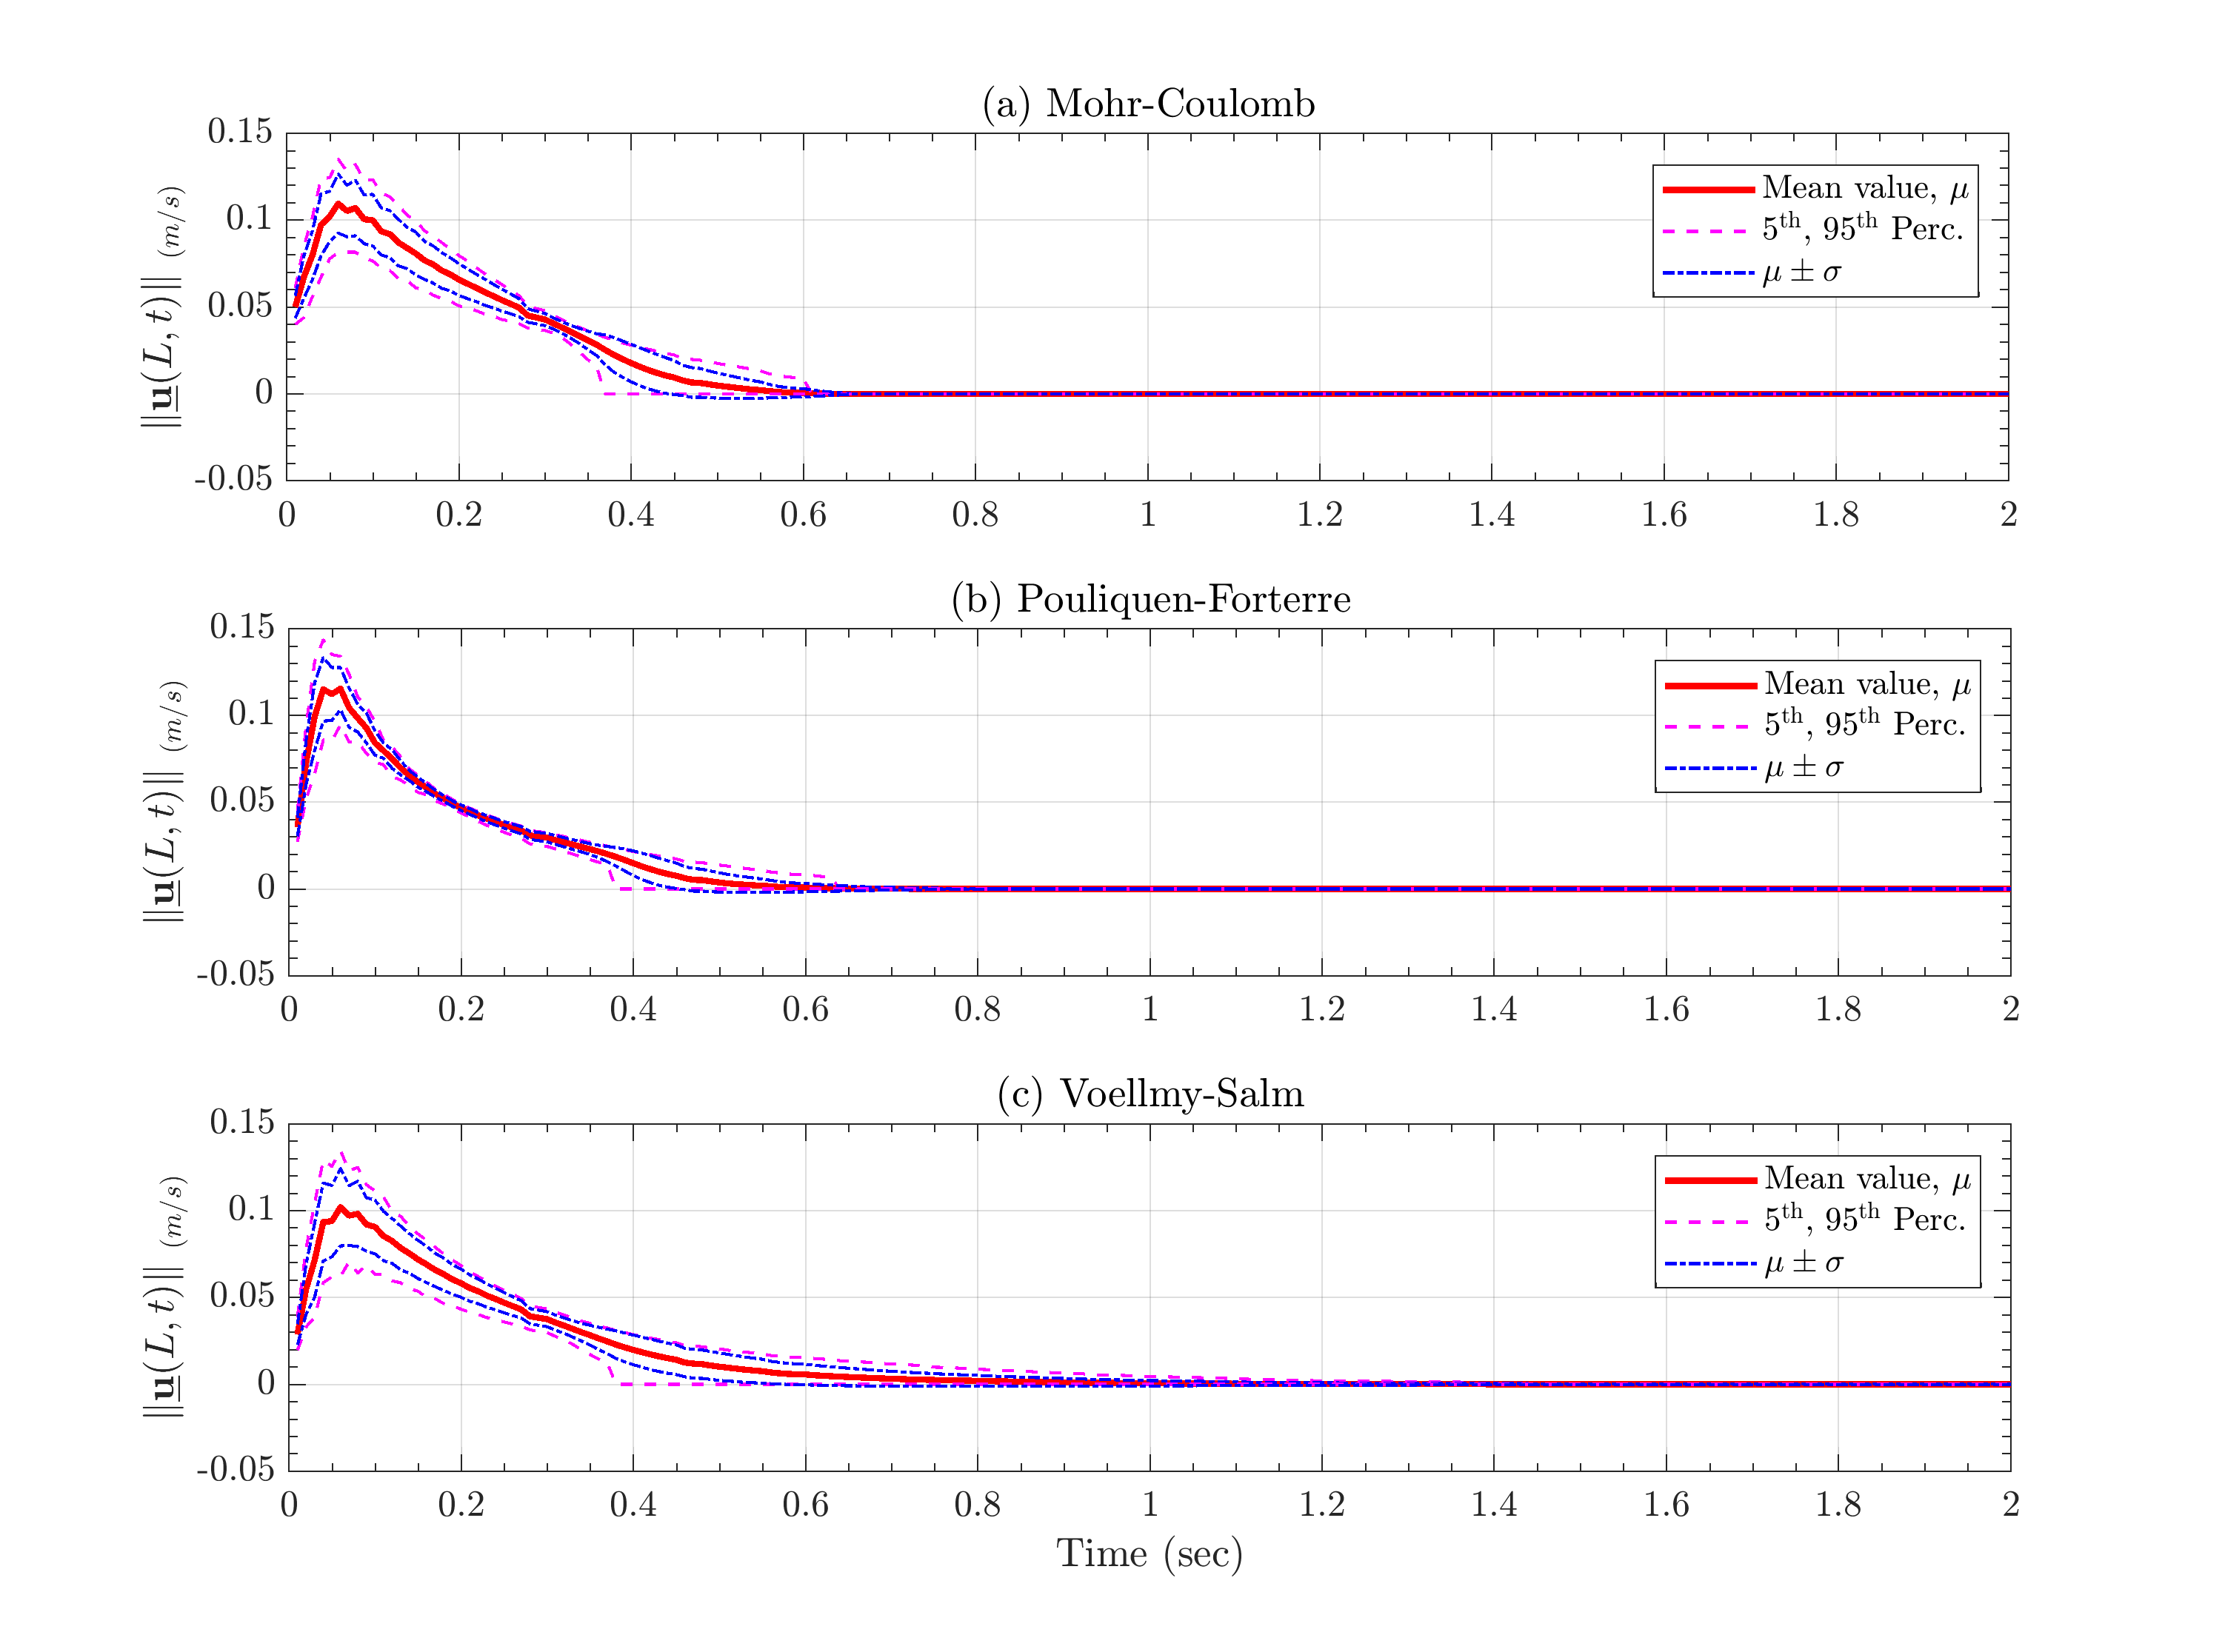 (a) Mohr-Coulomb
||u(L, t)|| (m/s)
0.15
0.1
0.05
0
-0.05
0 0.2 0.4 0.6 0.8 1 1.2 1.4 1.6 1.8 2
Mean value, μ
5th, 95th Perc.
μ ± σ
(b) Pouliquen-Forterre
||u(L, t)|| (m/s)
0.15
0.1
0.05
0
-0.05
0 0.2 0.4 0.6 0.8 1 1.2 1.4 1.6 1.8 2
Mean value, μ
5th, 95th Perc.
μ ± σ
(c) Voellmy-Salm
||u(L, t)|| (m/s)
0.15
0.1
0.05
0
-0.05
0 0.2 0.4 0.6 0.8 1 1.2 1.4 1.6 1.8 2
Mean value, μ
5th, 95th Perc.
μ ± σ
Time (sec)